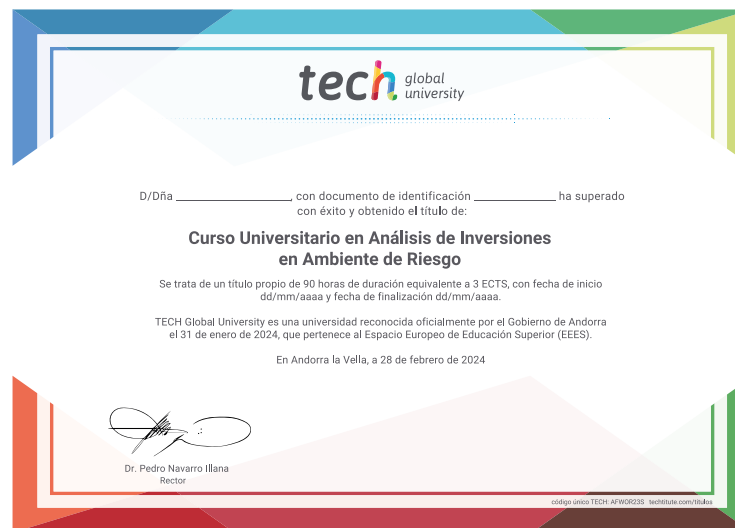 tech global university
D/Dña ____________________, con documento de identificación ______________ ha superado
con éxito y obtenido el título de:
Curso Universitario en Análisis de Inversiones
en Ambiente de Riesgo
Se trata de un título propio de 90 horas de duración equivalente a 3 ECTS, con fecha de inicio
dd/mm/aaaa y fecha de finalización dd/mm/aaaa.
TECH Global University es una universidad reconocida oficialmente por el Gobierno de Andorra
el 31 de enero de 2024, que pertenece al Espacio Europeo de Educación Superior (EEES).
En Andorra la Vella, a 28 de febrero de 2024
Dr. Pedro Navarro Illana
Rector
código único TECH: AFWOR23S techtitute.com/titulos